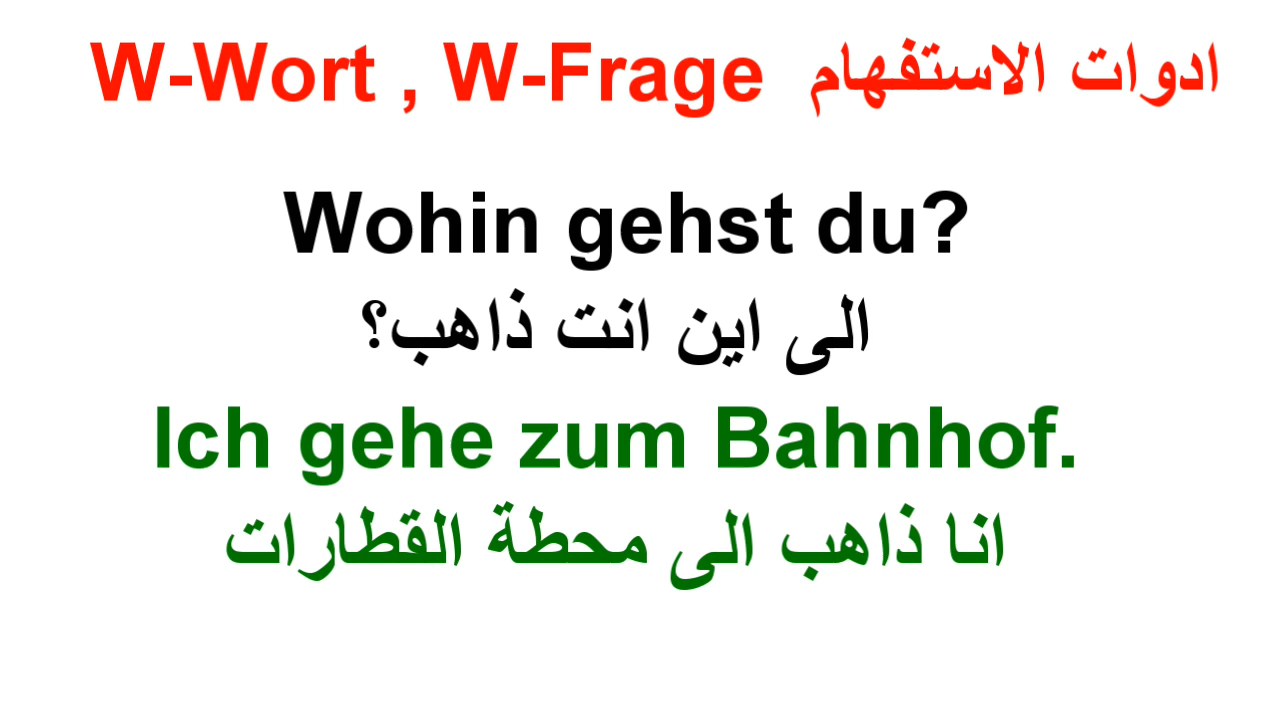 W-Wort , W-Frage ادوات الاستفهام
Wohin gehst du?
الى اين انت ذاهب؟
Ich gehe zum Bahnhof.
انا ذاهب الى محطة القطارات